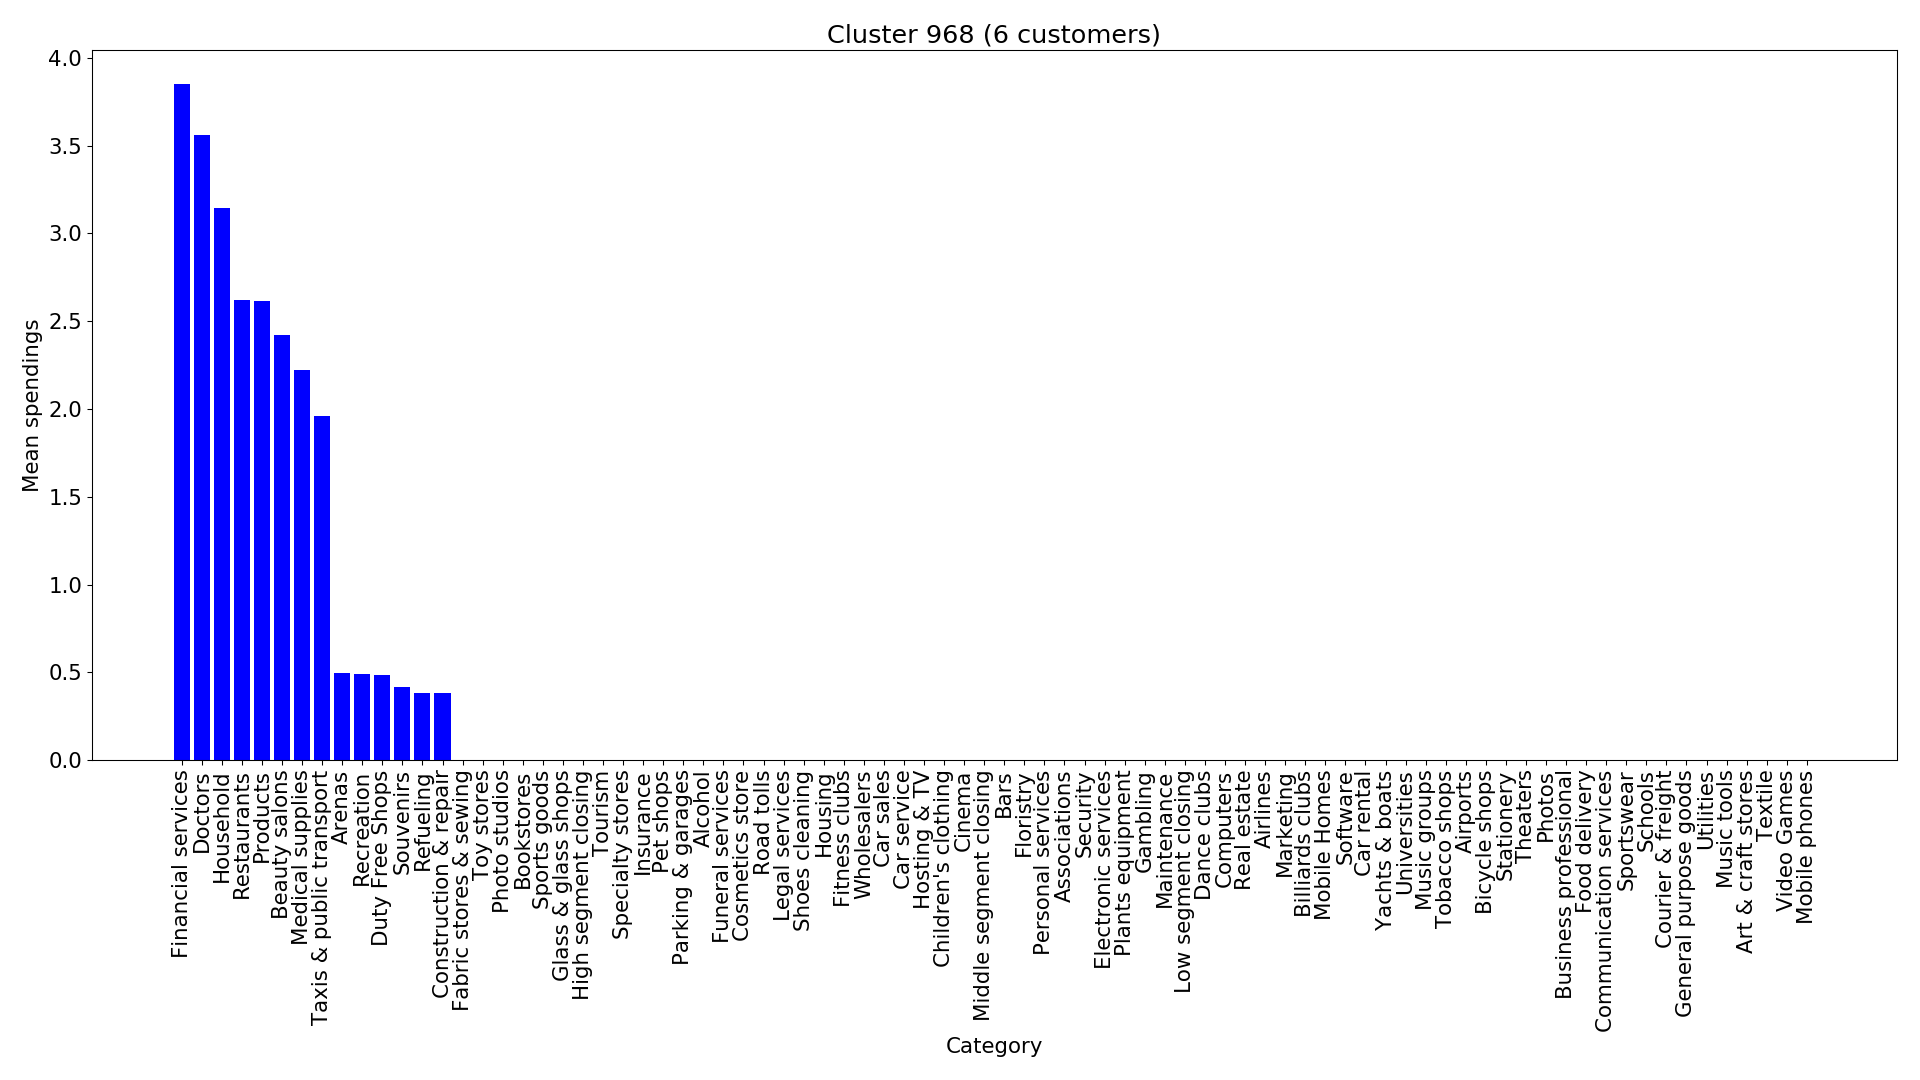 Cluster 968 (6 customers)
4.0
3.5
3.0
2.5
2.0
1.5
1.0
0.5
0.0
Mean spendings
Financial services
Doctors
Household
Restaurants
Products
Beauty salons
Medical supplies
Taxis & public transport
Arenas
Recreation
Duty Free Shops
Souvenirs
Refueling
Construction & repair
Fabric stores & sewing
Toy stores
Photo studios
Bookstores
Sports goods
Glass & glass shops
High segment closing
Tourism
Specialty stores
Insurance
Pet shops
Parking & garages
Alcohol
Funeral services
Cosmetics store
Road tolls
Legal services
Shoes cleaning
Housing
Fitness clubs
Wholesalers
Car sales
Car service
Hosting & TV
Children's clothing
Cinema
Middle segment closing
Bars
Floristry
Personal services
Associations
Security
Electronic services
Plants equipment
Gambling
Maintenance
Low segment closing
Dance clubs
Computers
Real estate
Airlines
Marketing
Billiards clubs
Mobile Homes
Software
Car rental
Yachts & boats
Universities
Music groups
Tobacco shops
Airports
Bicycle shops
Stationery
Theaters
Photos
Business professional
Food delivery
Communication services
Sportswear
Schools
Courier & freight
General purpose goods
Utilities
Music tools
Art & craft stores
Textile
Video Games
Mobile phones
Category